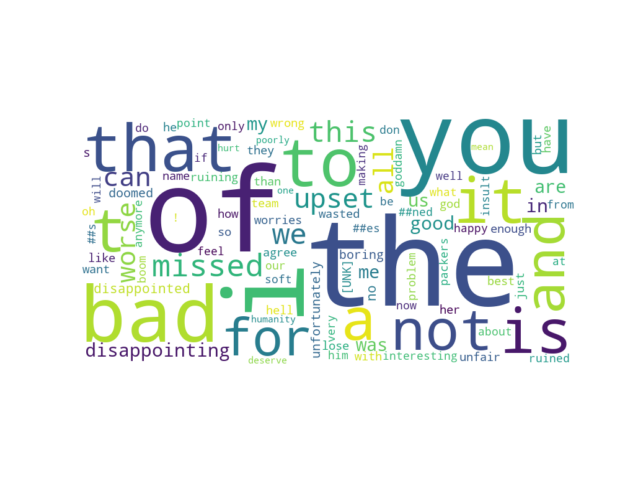 that
of
the
you
bad
.
I
to
is
and
it
not
for
a
t
we
this
all
upset
missed
worse
can
disappointing
was
good
in
us
me
my
are
do
he
point
only
wrong
don
poorly
hurt
they
if
s
will
doomed
name
ruining
than
one
making
goddamn
be
well
what
god
mean
insult
but
have
from
oh
##s
anymore
!
team
how
so
worries
wasted
##ned
##es
happy
enough
like
want
boom
feel
agree
our
soft
boring
[UNK]
no
problem
packers
best
just
at
disappointed
hell
humanity
deserve
unfortunately
very
lose
him
with
interesting
now
her
about
unfair
ruined